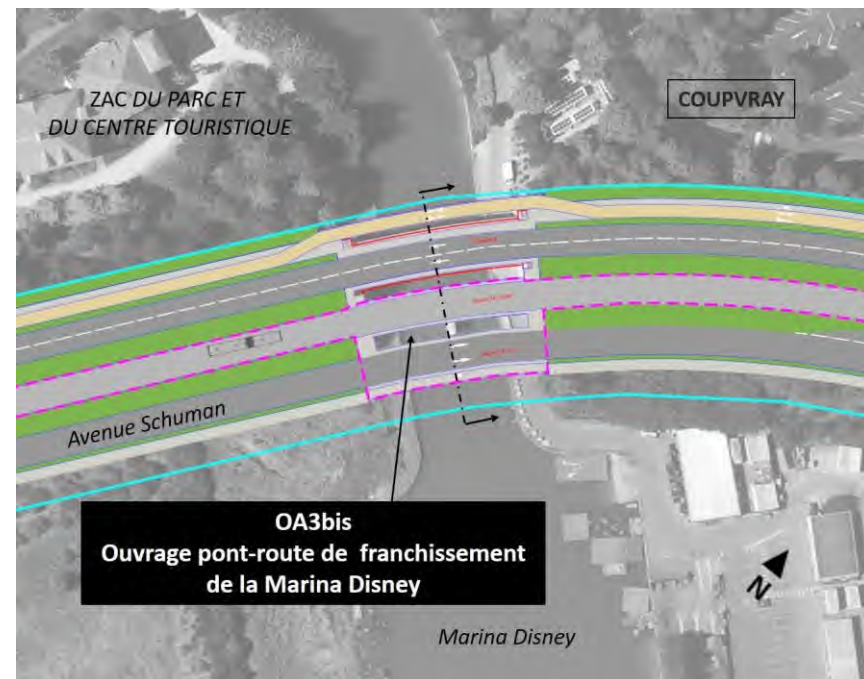 ZAC DU PARC ET
DU CENTRE TOURISTIQUE
COUPVRAY
Avenue Schuman
OA3bis
Ouvrage pont-route de franchissement
de la Marina Disney
Marina Disney
N